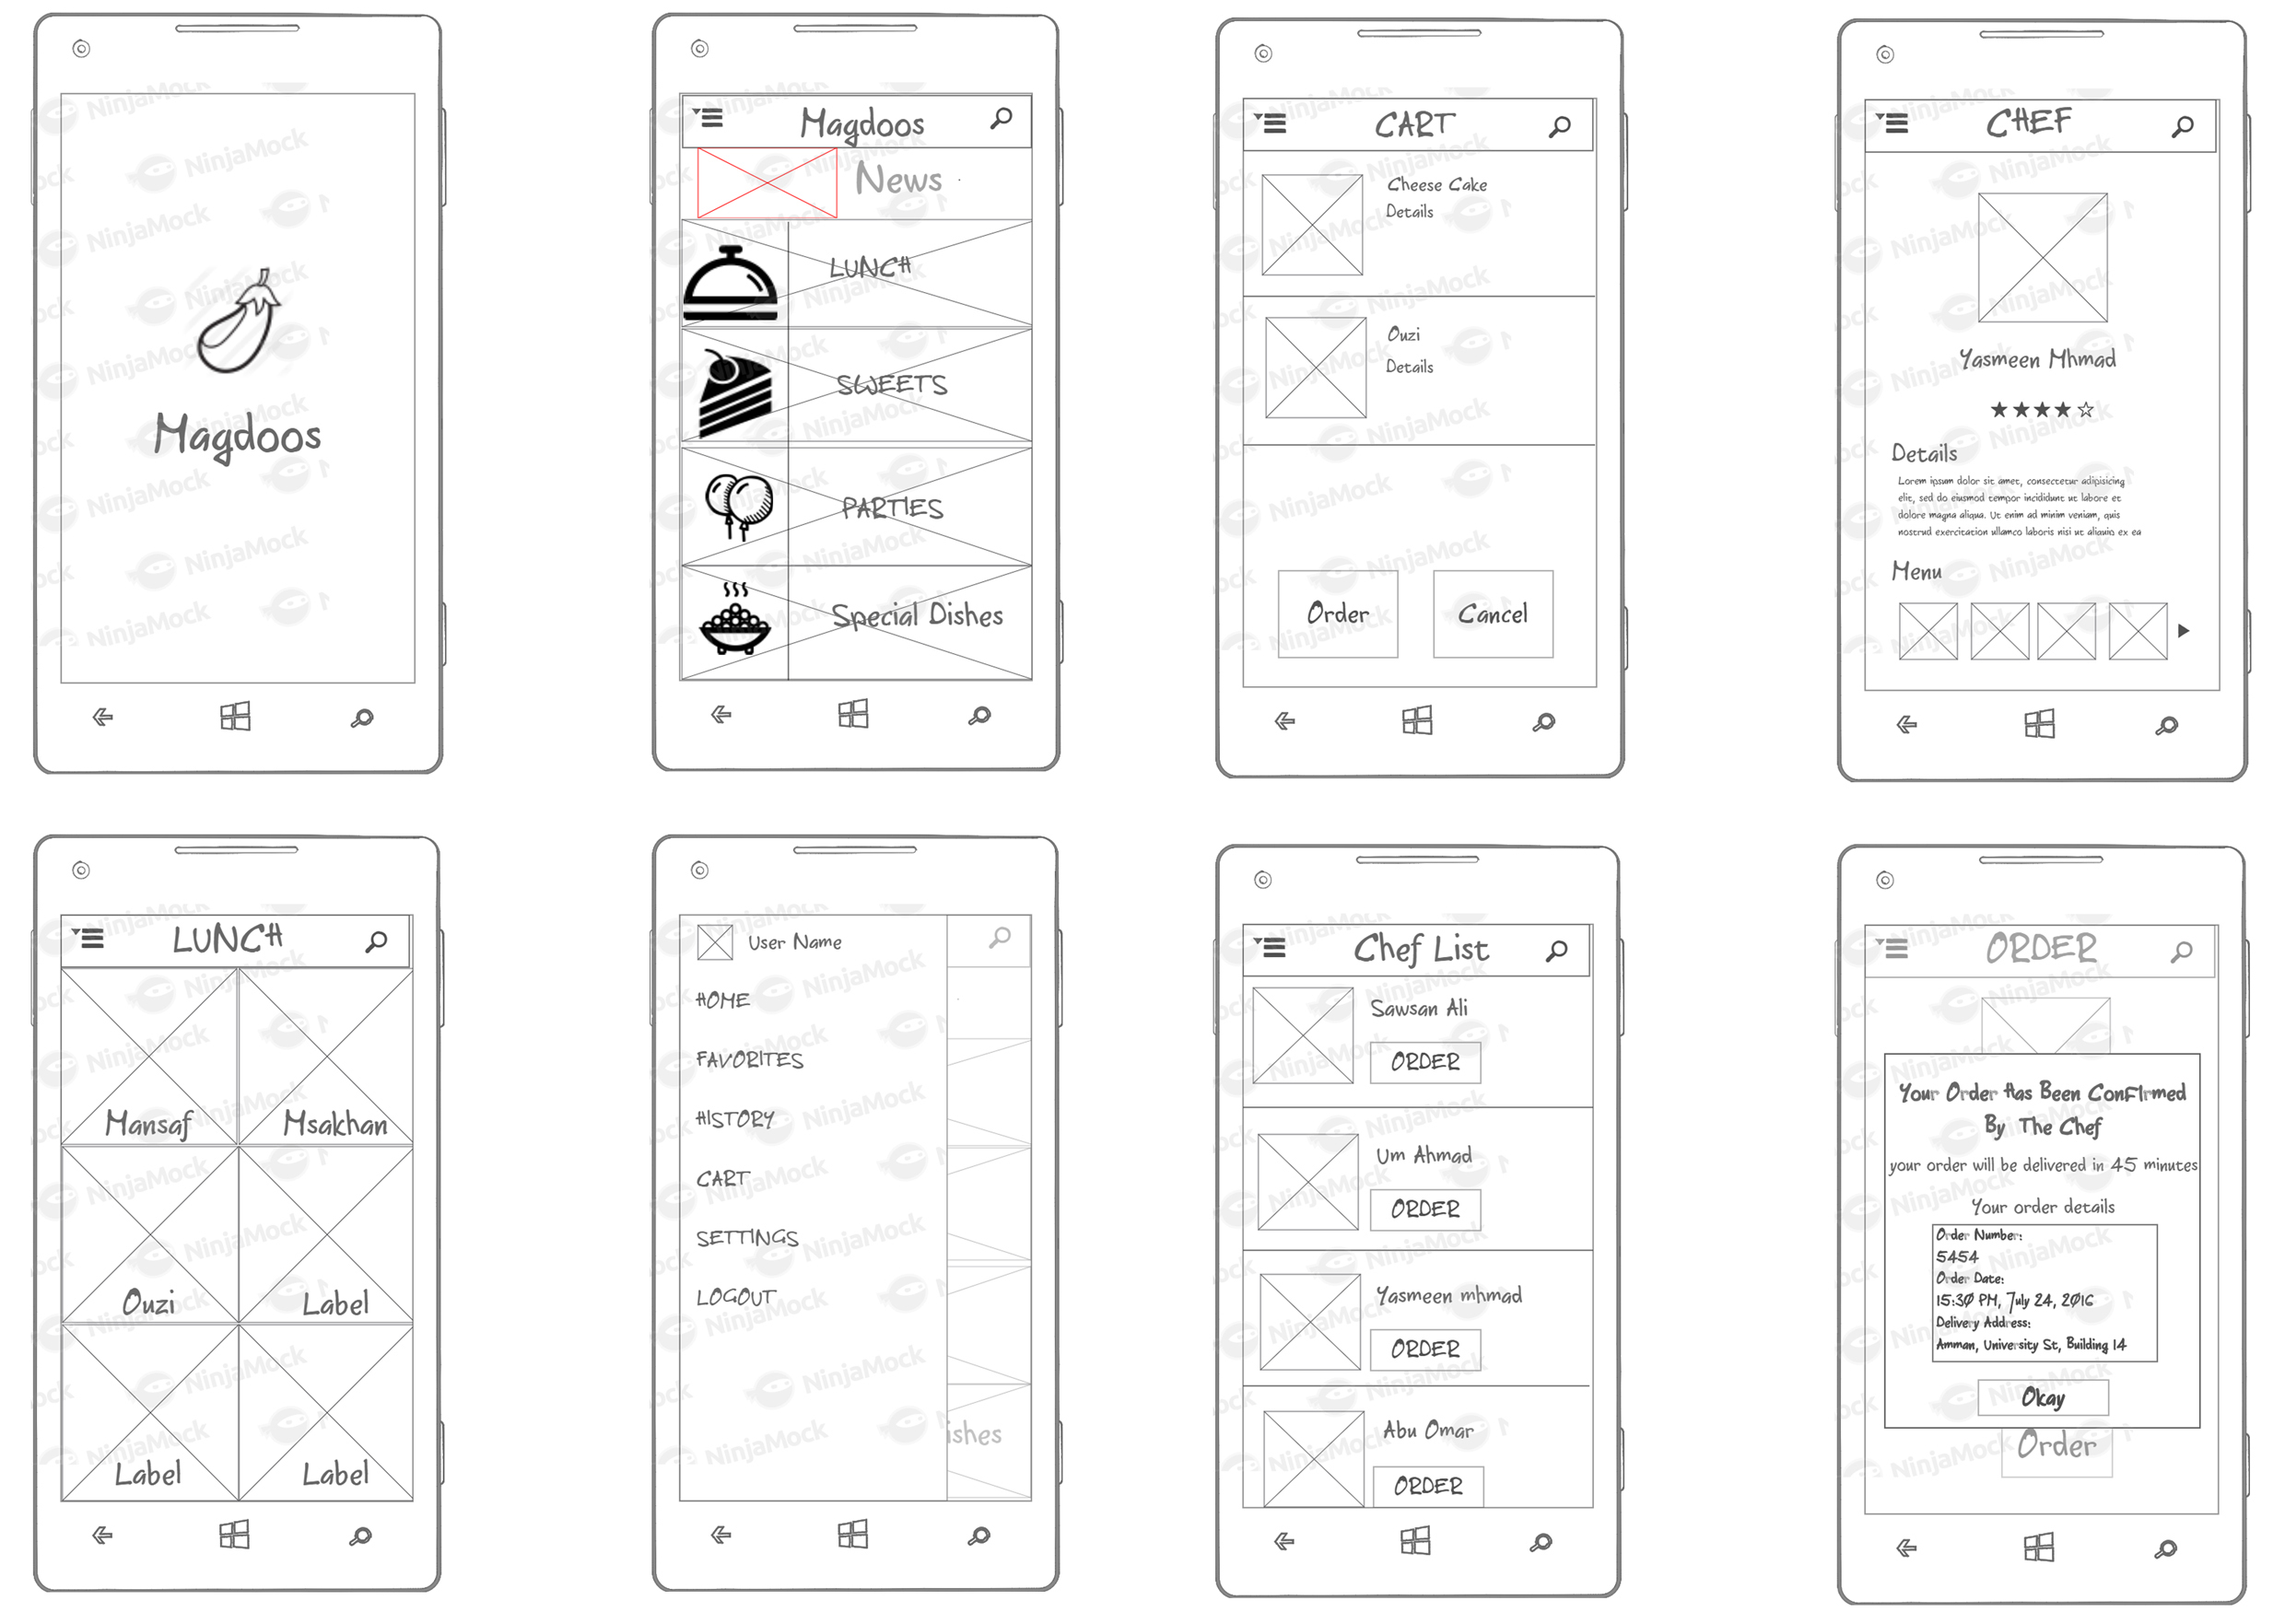 Magdoos
Magdoos
News
LUNCH
SWEETS
PARTIES
Special Dishes
CART
Cheese Cake
Details
Ouzi
Details
Order
Cancel
CHEF
Yasmeen Mhmad
Details
Lorem ipsum dolor sit amet, consectetur adipisicing
elit, sed do eiusmod tempor incididunt ut labore et
dolore magna aliqua. Ut enim ad minim veniam, quis
nostrud exercitation ullamco laboris nisi ut aliquip ex ea
Menu
LUNCH
Mansaf
Msakhan
Ouzi
Label
Label
Label
User Name
HOME
FAVORITES
HISTORY
CART
SETTINGS
LOGOUT
ishes
Chef List
Sawsan Ali
ORDER
Um Ahmad
ORDER
Yasmeen mhmad
ORDER
Abu Omar
ORDER
ORDER
Your Order Has Been ConFIrmed
By The Chef
your order will be delivered in 45 minutes
Your order details
Order Number:
5454
Order Date:
15:30 PM, July 24, 2016
Delivery Address:
Amman, University St, Building 14
Okay
Order
NinjaMock